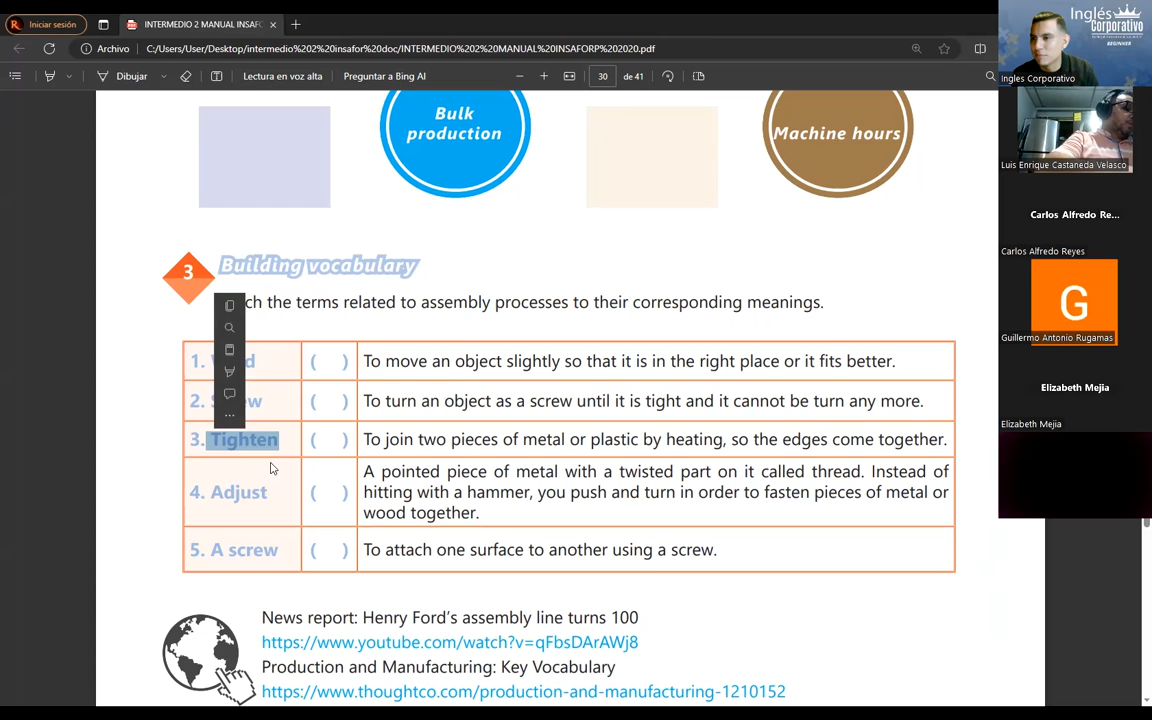 Iniciar sesión
INTERMEDIO 2 MANUAL INSAFOR
Archivo
C:/Users/User/Desktop/intermedio%202%20insafor%20doc/INTERMEDIO%202%20MANUAL%20INSAFORP%202020.pdf
Dibujar
Lectura en voz alta
Preguntar a Bing AI
30 de 41
Bulk
production
Machine hours
3 Building vocabulary
ch the terms related to assembly processes to their corresponding meanings.
1. W d ( ) To move an object slightly so that it is in the right place or it fits better.
2. S w ( ) To turn an object as a screw until it is tight and it cannot be turn any more.
3. Tighten ( ) To join two pieces of metal or plastic by heating, so the edges come together.
4. Adjust ( ) A pointed piece of metal with a twisted part on it called thread. Instead of
hitting with a hammer, you push and turn in order to fasten pieces of metal or
wood together.
5. A screw ( ) To attach one surface to another using a screw.
News report: Henry Ford's assembly line turns 100
https://www.youtube.com/watch?v=qFbsDArAWj8
Production and Manufacturing: Key Vocabulary
https://www.thoughtco.com/production-and-manufacturing-1210152
Inglés
Corporativo
BEGINNER
Ingles Corporativo
Luis Enrique Castaneda Velasco
Carlos Alfredo Re...
Carlos Alfredo Reyes
G
Guillermo Antonio Rugamas
Elizabeth Mejia
Elizabeth Mejia